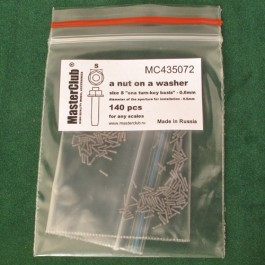 MasterClub®
S
MC435072
a nut on a washer
size S "one turn-key basis" - 0.8mm
diameter of the aperture for installation - 0.6mm
140 pcs
for any scales
www.masterclub.ru
Made in Russia